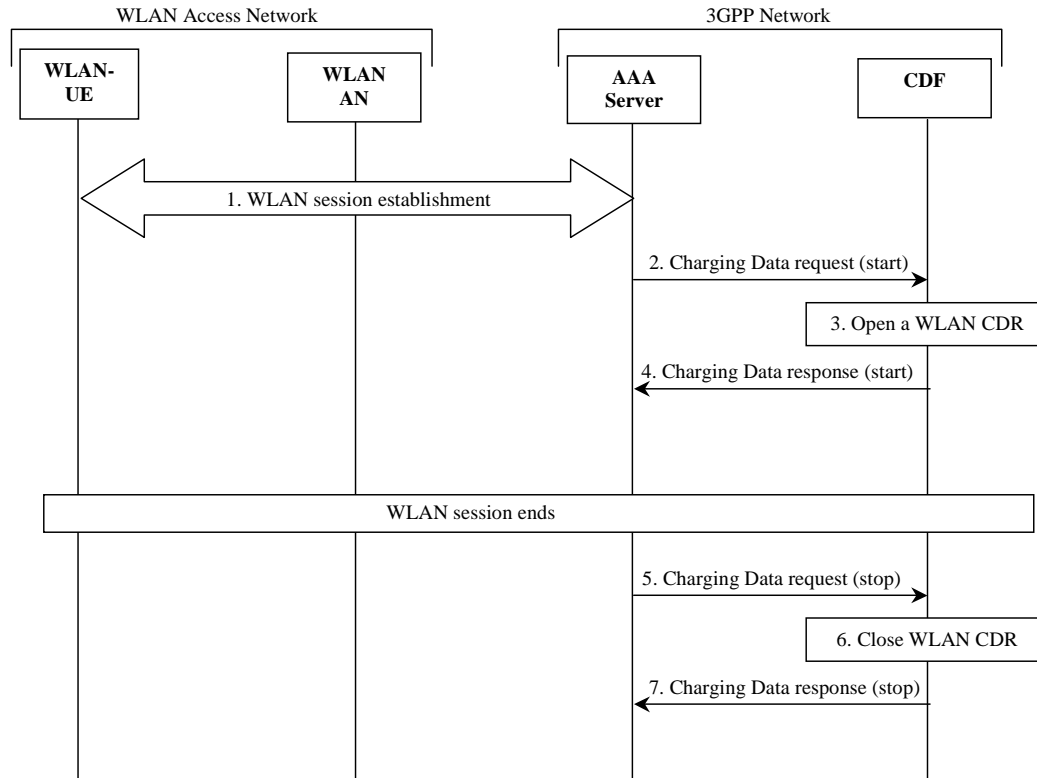 WLAN Access Network
3GPP Network
WLAN-
UE
WLAN
AN
AAA
Server
CDF
1. WLAN session establishment
2. Charging Data request (start)
3. Open a WLAN CDR
4. Charging Data response (start)
WLAN session ends
5. Charging Data request (stop)
6. Close WLAN CDR
7. Charging Data response (stop)